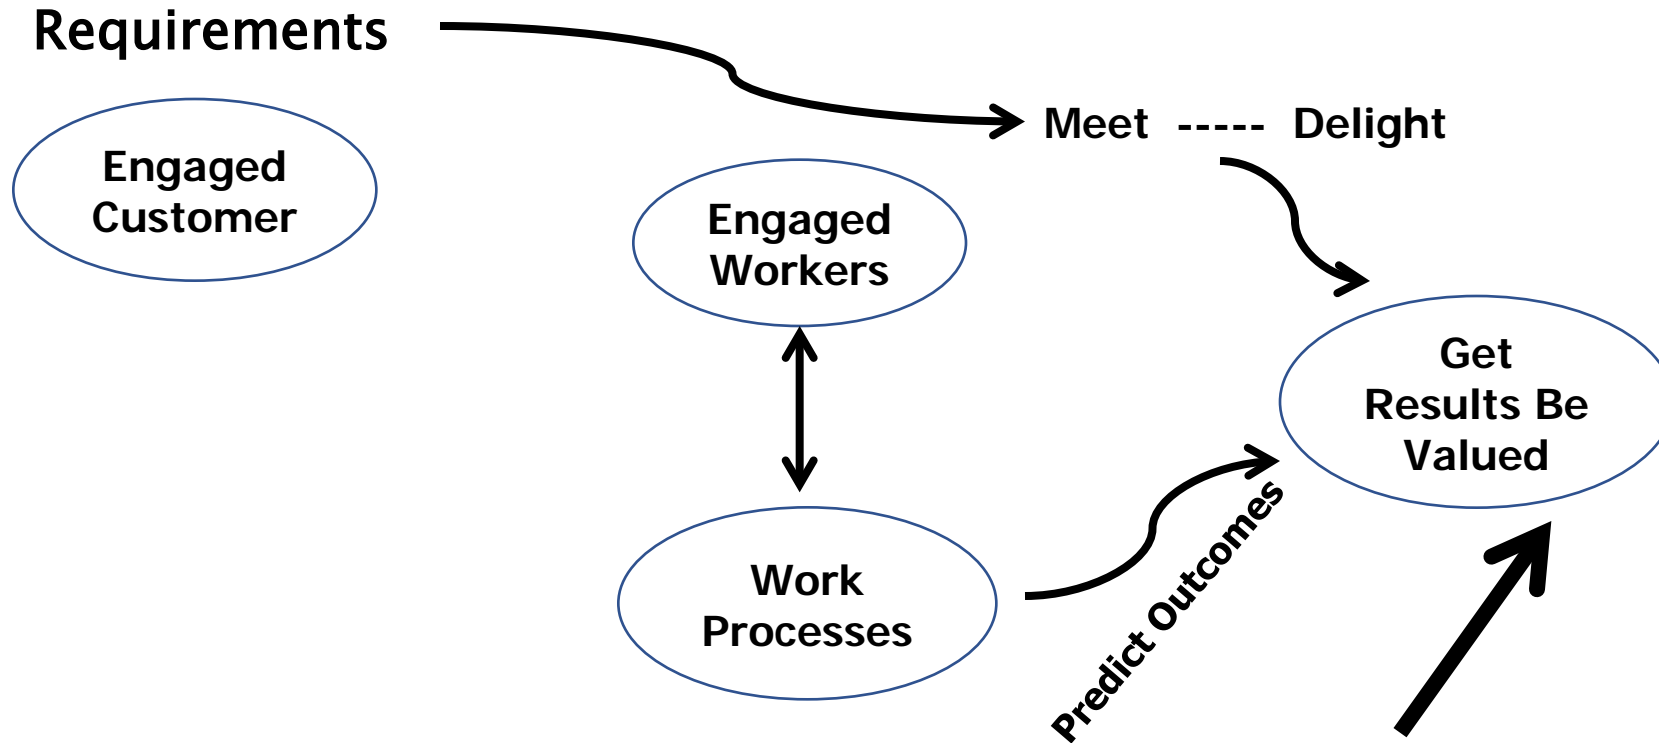 Requirements
Meet ----- Delight
Engaged
Customer
Engaged
Workers
Get
Results Be
Valued
Work
Processes
Predict Outcomes